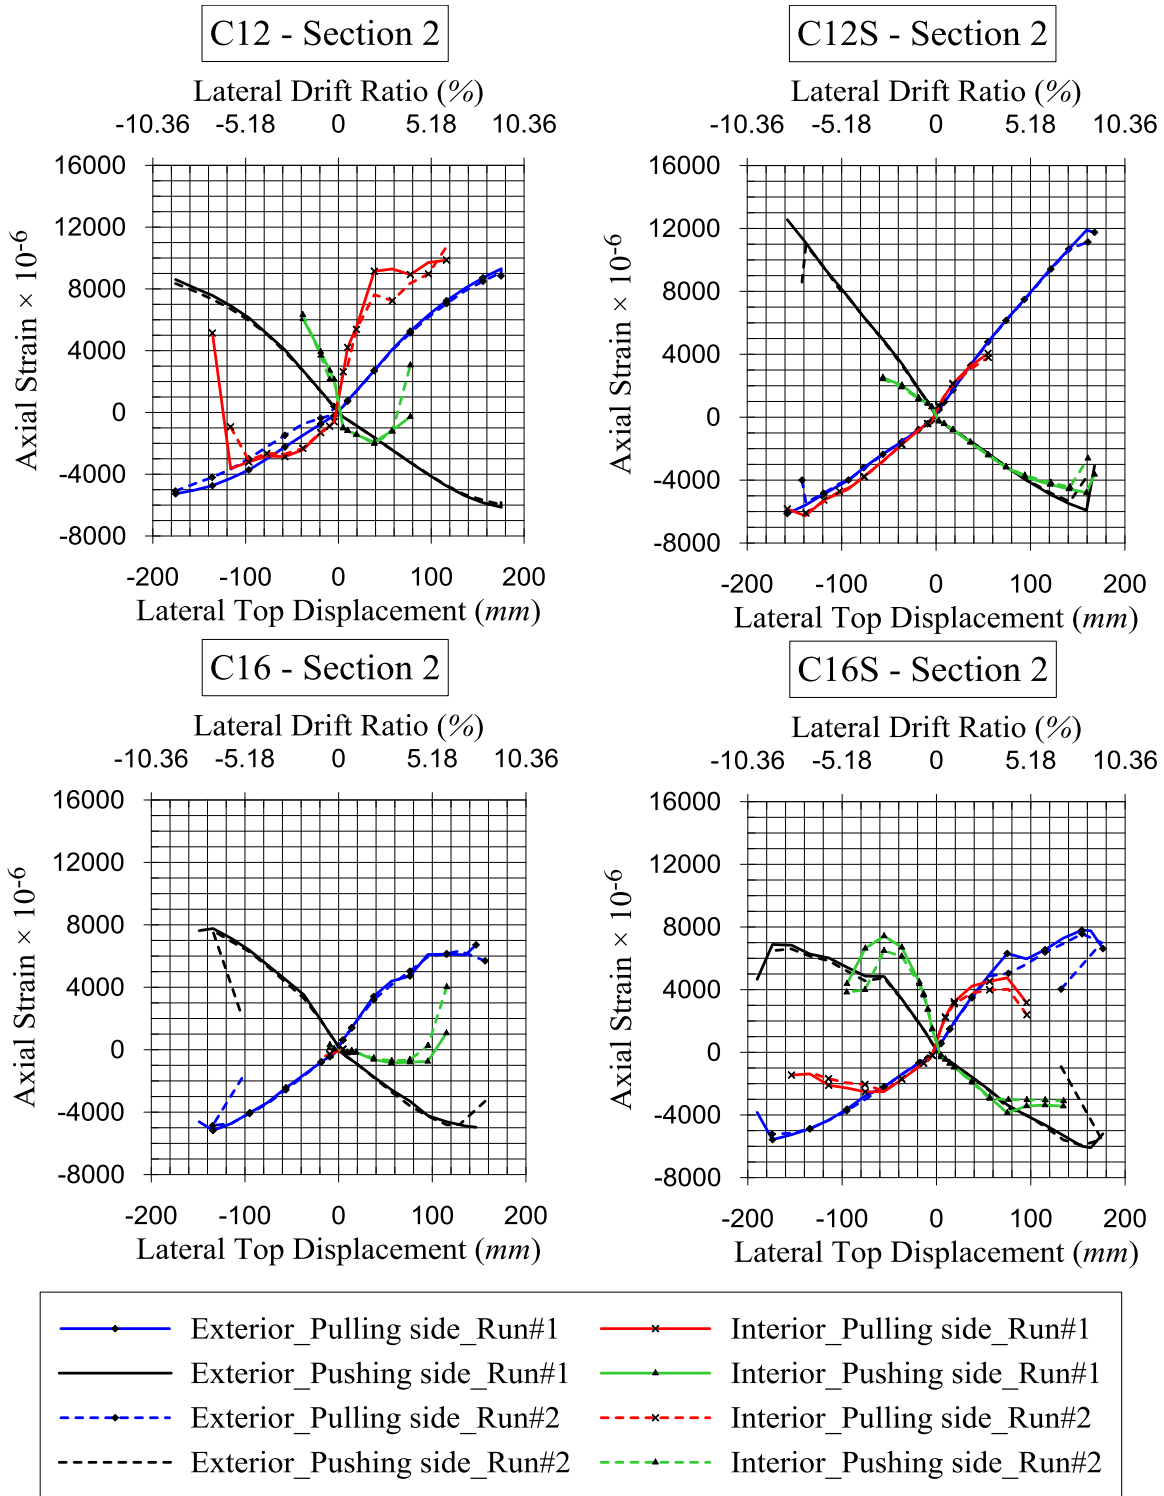 C12 - Section 2
Lateral Drift Ratio (%)
-10.36 -5.18 0 5.18 10.36
16000
12000
8000
4000
0
-4000
-8000
Axial Strain × 10-6
-200 -100 0 100 200
Lateral Top Displacement (mm)
C12S - Section 2
Lateral Drift Ratio (%)
-10.36 -5.18 0 5.18 10.36
16000
12000
8000
4000
0
-4000
-8000
Axial Strain × 10-6
-200 -100 0 100 200
Lateral Top Displacement (mm)
C16 - Section 2
Lateral Drift Ratio (%)
-10.36 -5.18 0 5.18 10.36
16000
12000
8000
4000
0
-4000
-8000
Axial Strain × 10-6
-200 -100 0 100 200
Lateral Top Displacement (mm)
C16S - Section 2
Lateral Drift Ratio (%)
-10.36 -5.18 0 5.18 10.36
16000
12000
8000
4000
0
-4000
-8000
Axial Strain × 10-6
-200 -100 0 100 200
Lateral Top Displacement (mm)
Exterior_Pulling side_Run#1
Interior_Pulling side_Run#1
Exterior_Pushing side_Run#1
Interior_Pushing side_Run#1
Exterior_Pulling side_Run#2
Interior_Pulling side_Run#2
Exterior_Pushing side_Run#2
Interior_Pushing side_Run#2